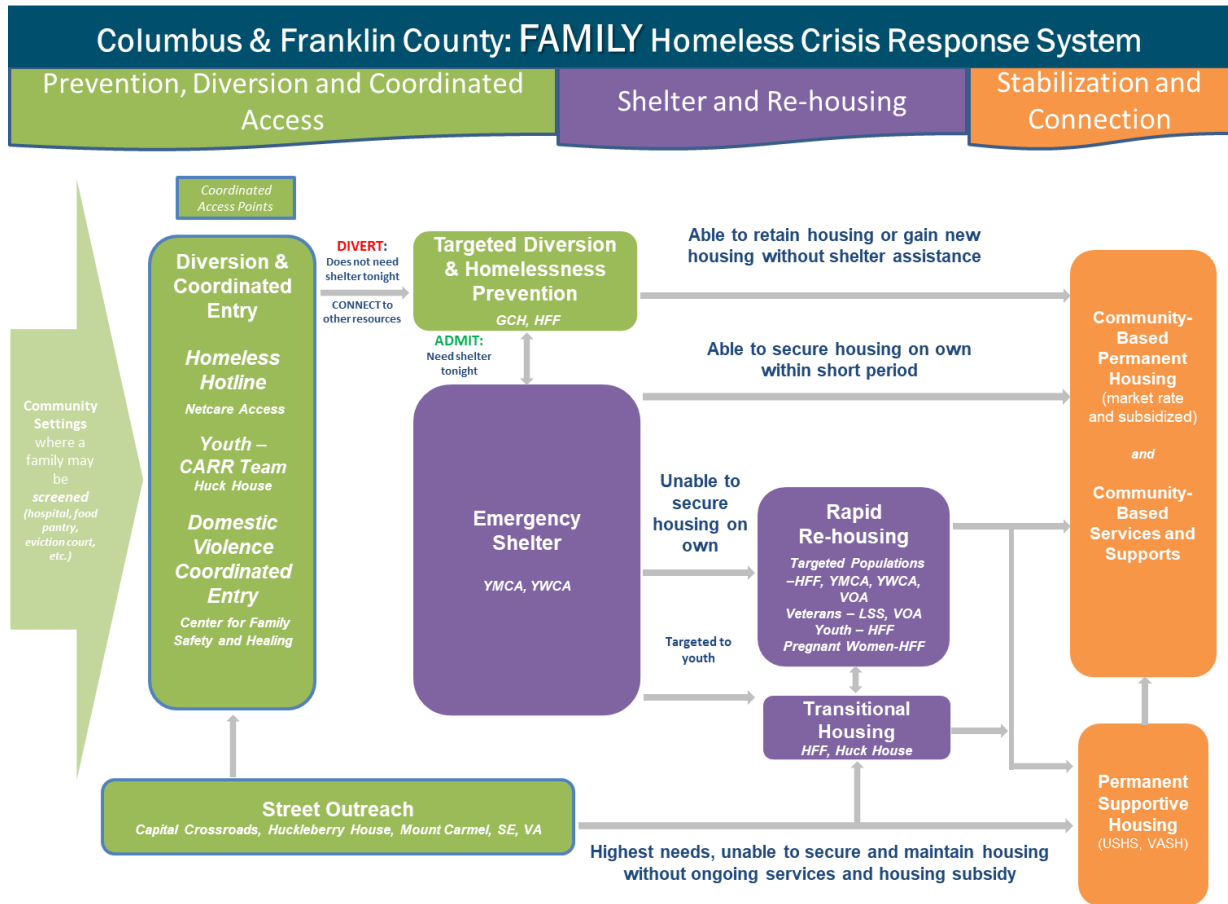 Columbus & Franklin County: FAMILY Homeless Crisis Response System
Prevention, Diversion and Coordinated
Access
Shelter and Re-housing
Stabilization and
Connection
Coordinated
Access Points
Community
Settings
where a
family may
be
screened
(hospital, food
pantry,
eviction court,
etc.)
Diversion &
Coordinated
Entry
Homeless
Hotline
Netcare Access
Youth –
CARR Team
Huck House
Domestic
Violence
Coordinated
Entry
Center for Family
Safety and Healing
DIVERT:
Does not need
shelter tonight
CONNECT to
other resources
Targeted Diversion
& Homelessness
Prevention
GCH, HFF
ADMIT:
Need shelter
tonight
Emergency
Shelter
YMCA, YWCA
Able to retain housing or gain new
housing without shelter assistance
Able to secure housing on own
within short period
Unable to
secure
housing on
own
Targeted to
youth
Rapid
Re-housing
Targeted Populations
–HFF, YMCA, YWCA,
VOA
Veterans – LSS, VOA
Youth – HFF
Pregnant Women-HFF
Transitional
Housing
HFF, Huck House
Community-
Based
Permanent
Housing
(market rate
and subsidized)
and
Community-
Based
Services and
Supports
Permanent
Supportive
Housing
(USHS, VASH)
Street Outreach
Capital Crossroads, Huckleberry House, Mount Carmel, SE, VA
Highest needs, unable to secure and maintain housing
without ongoing services and housing subsidy